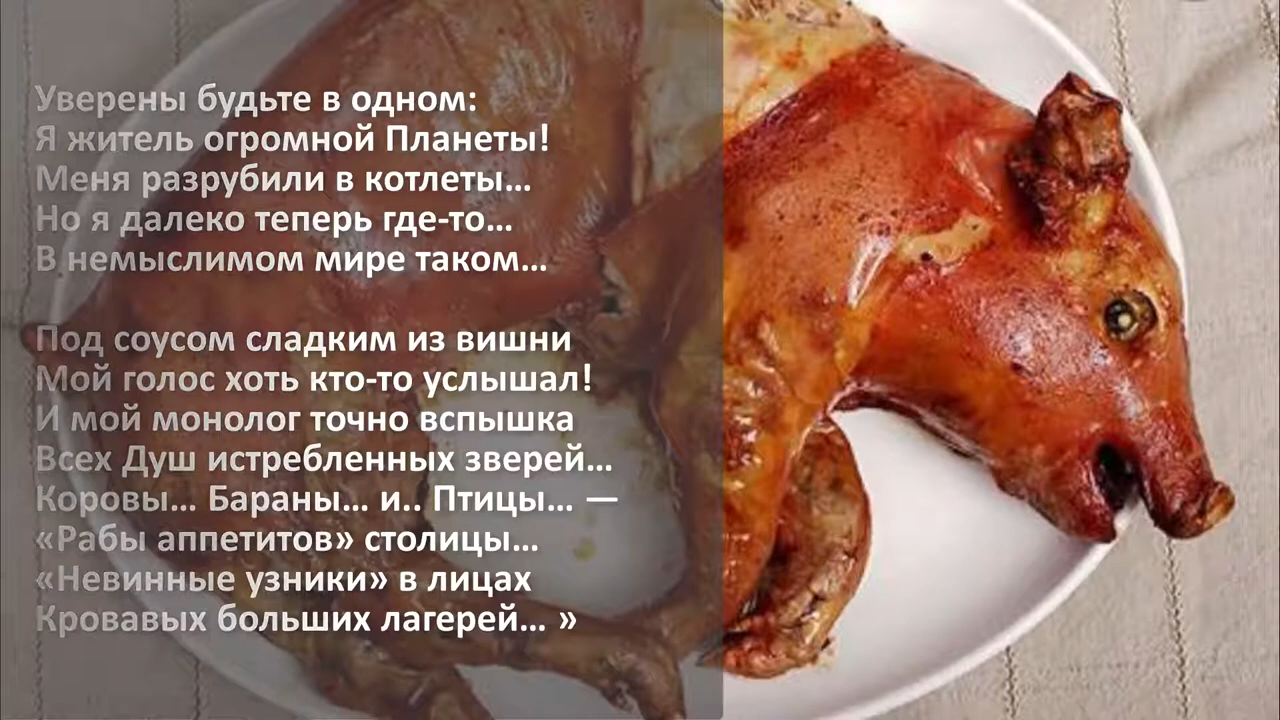 Уверены будьте в одном:
Я житель огромной Планеты!
Меня разрубили в котлеты...
Но я далеко теперь где-то...
В немыслимом мире таком...
Под соусом сладким из вишни
Мой голос хоть кто-то услышал!
И мой монолог точно вспышка
Всех Душ истребленных зверей...
Коровы... Бараны... и.. Птицы... —
«Рабы аппетитов» столицы...
«Невинные узники» в лицах
Кровавых больших лагерей... »